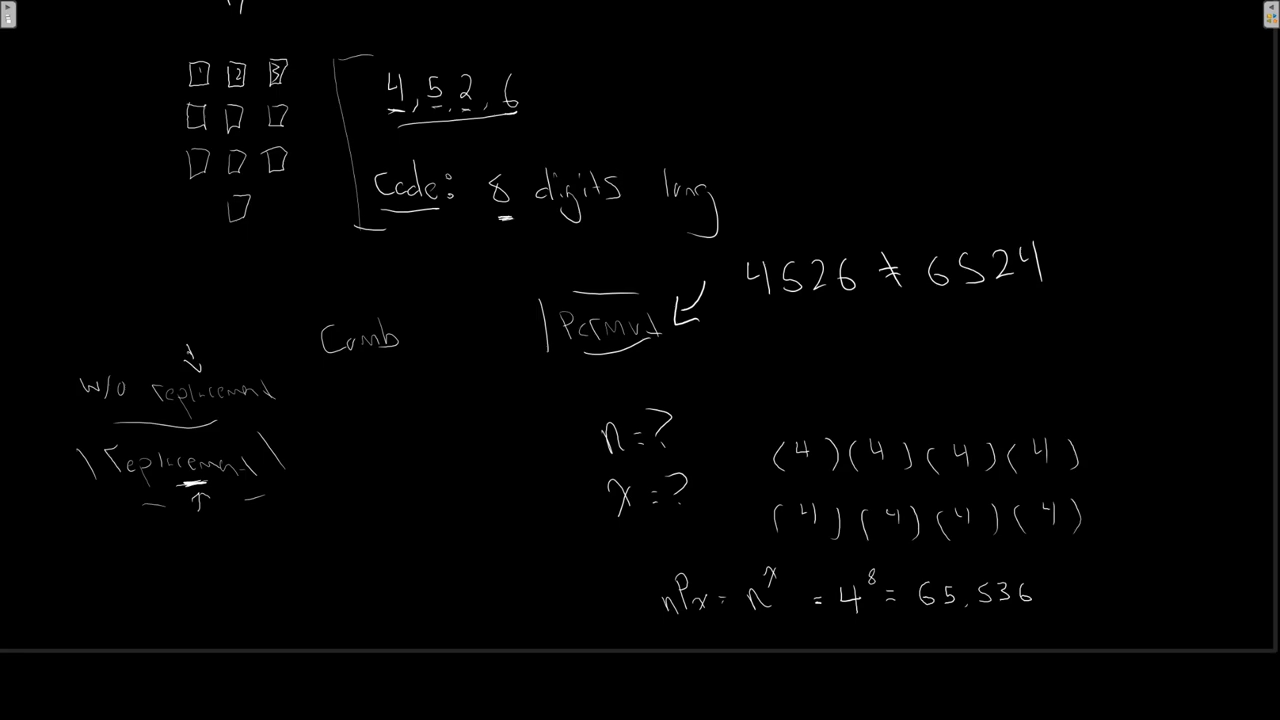 1 2 3
4, 5, 2, 6
Code: 8 digits long
4526 ≠ 6524
Permut
Comb
w/o replacement
Replacement
n = ?
x = ?
(4)(4)(4)(4)
(4)(4)(4)(4)
nPx = n^x = 4^8 = 65,536